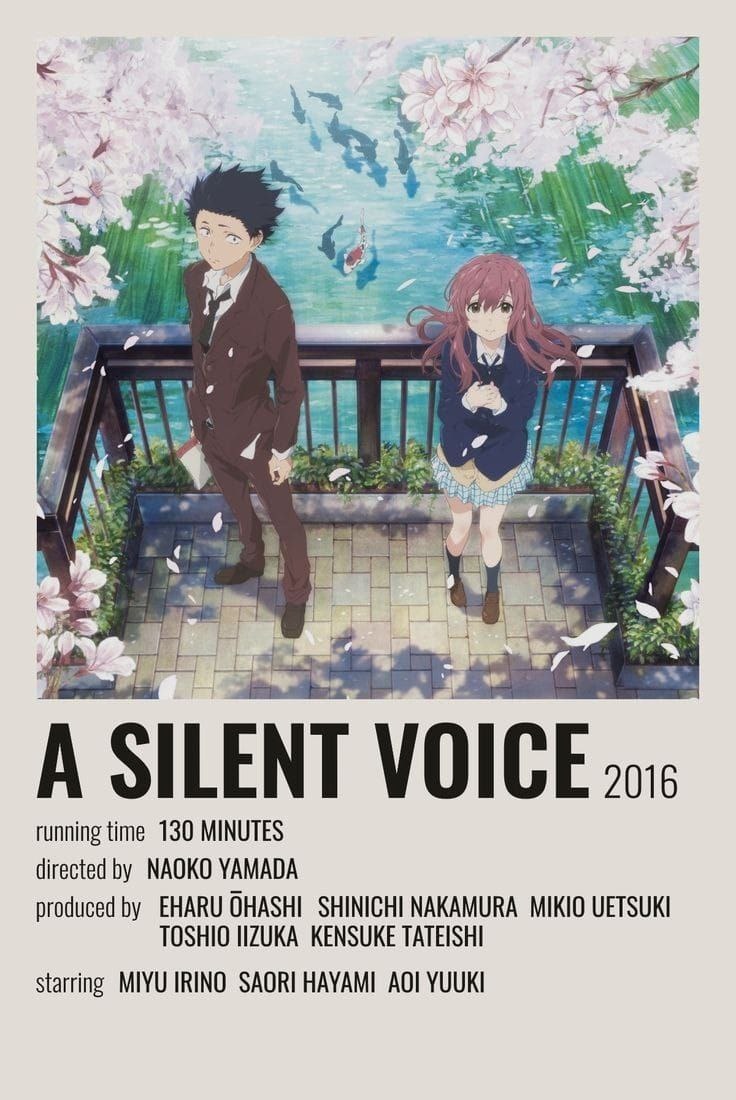 A SILENT VOICE 2016
running time 130 MINUTES
directed by NAOKO YAMADA
produced by EHARU ŌHASHI SHINICHI NAKAMURA MIKIO UETSUKI
TOSHIO IIZUKA KENSUKE TATEISHI
starring MIYU IRINO SAORI HAYAMI AOI YUUKI